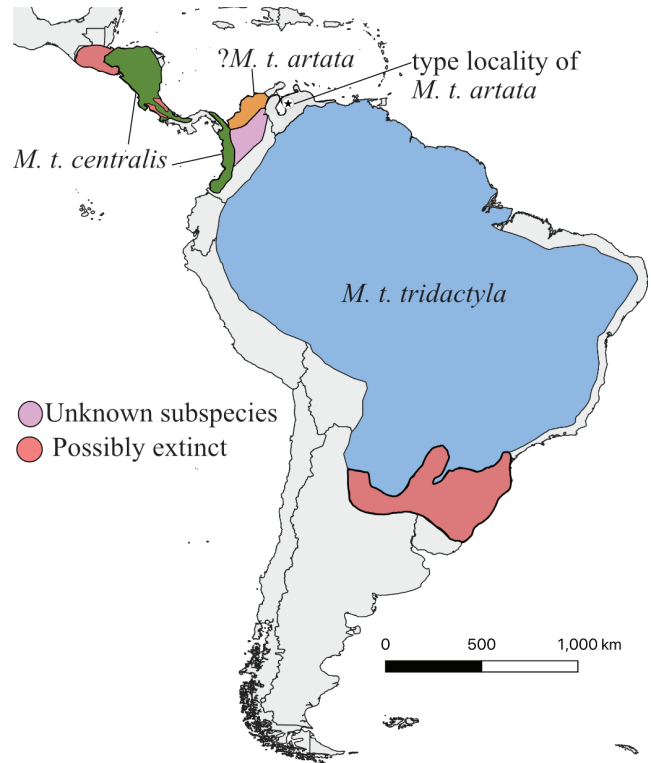 ?M. t. artata
type locality of
M. t. artata
M. t. centralis
M. t. tridactyla
Unknown subspecies
Possibly extinct
0 500 1,000 km